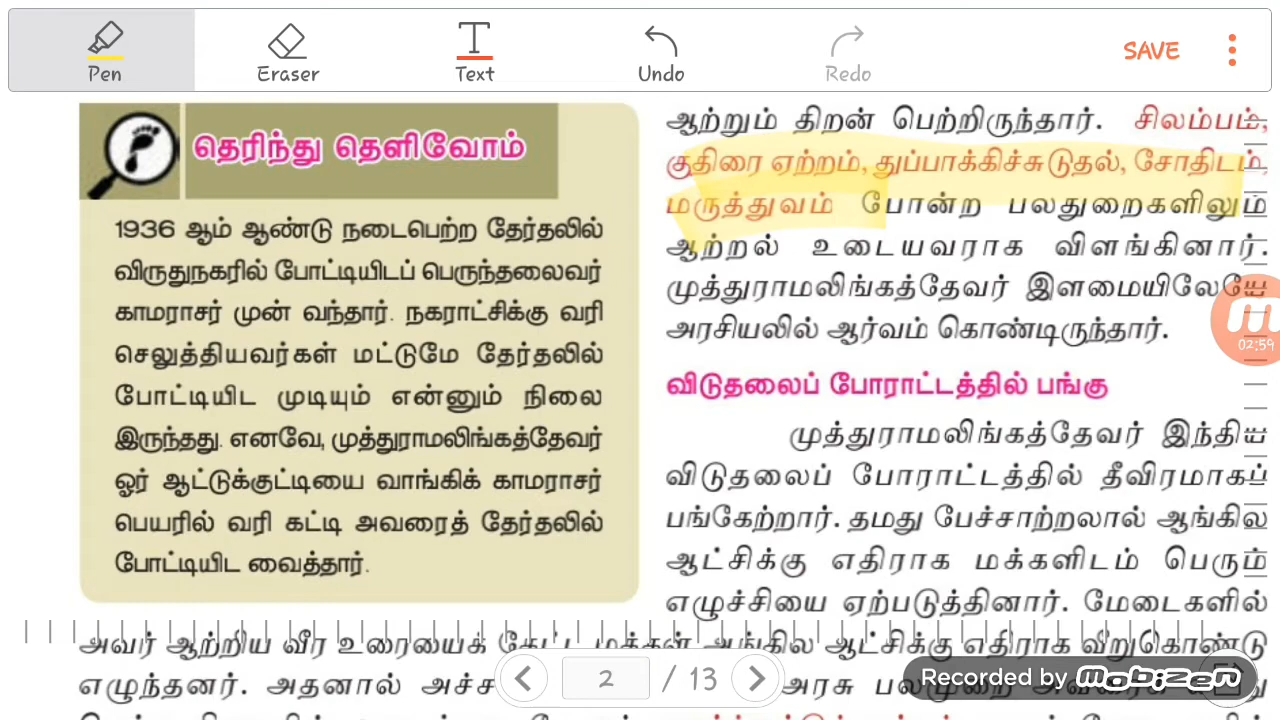 Pen
Eraser
Text
Undo
Redo
SAVE
தெரிந்து தெளிவோம்
1936 ஆம் ஆண்டு நடைபெற்ற தேர்தலில்
விருதுநகரில் போட்டியிடப் பெருந்தலைவர்
காமராசர் முன் வந்தார். நகராட்சிக்கு வரி
செலுத்தியவர்கள் மட்டுமே தேர்தலில்
போட்டியிட முடியும் என்னும் நிலை
இருந்தது. எனவே, முத்துராமலிங்கத்தேவர்
ஓர் ஆட்டுக்குட்டியை வாங்கிக் காமராசர்
பெயரில் வரி கட்டி அவரைத் தேர்தலில்
போட்டியிட வைத்தார்.
ஆற்றும் திறன் பெற்றிருந்தார். சிலம்பம்,
குதிரை ஏற்றம், துப்பாக்கிச்சுடுதல், சோதிடம்,
மருத்துவம் போன்ற பலதுறைகளிலும்
ஆற்றல் உடையவராக விளங்கினார்.
முத்துராமலிங்கத்தேவர் இளமையிலேயே
அரசியலில் ஆர்வம் கொண்டிருந்தார்.
விடுதலைப் போராட்டத்தில் பங்கு
முத்துராமலிங்கத்தேவர் இந்திய
விடுதலைப் போராட்டத்தில் தீவிரமாகப்
பங்கேற்றார். தமது பேச்சாற்றலால் ஆங்கில
ஆட்சிக்கு எதிராக மக்களிடம் பெரும்
எழுச்சியை ஏற்படுத்தினார். மேடைகளில்
அவர் ஆற்றிய வீர உரையைக் கேட்ட மக்கள் ஆங்கில ஆட்சிக்கு எதிராக வீறுகொண்டு
எழுந்தனர். அதனால் அரசு பலமுறை
02:59
2 / 13
Recorded by mobizen